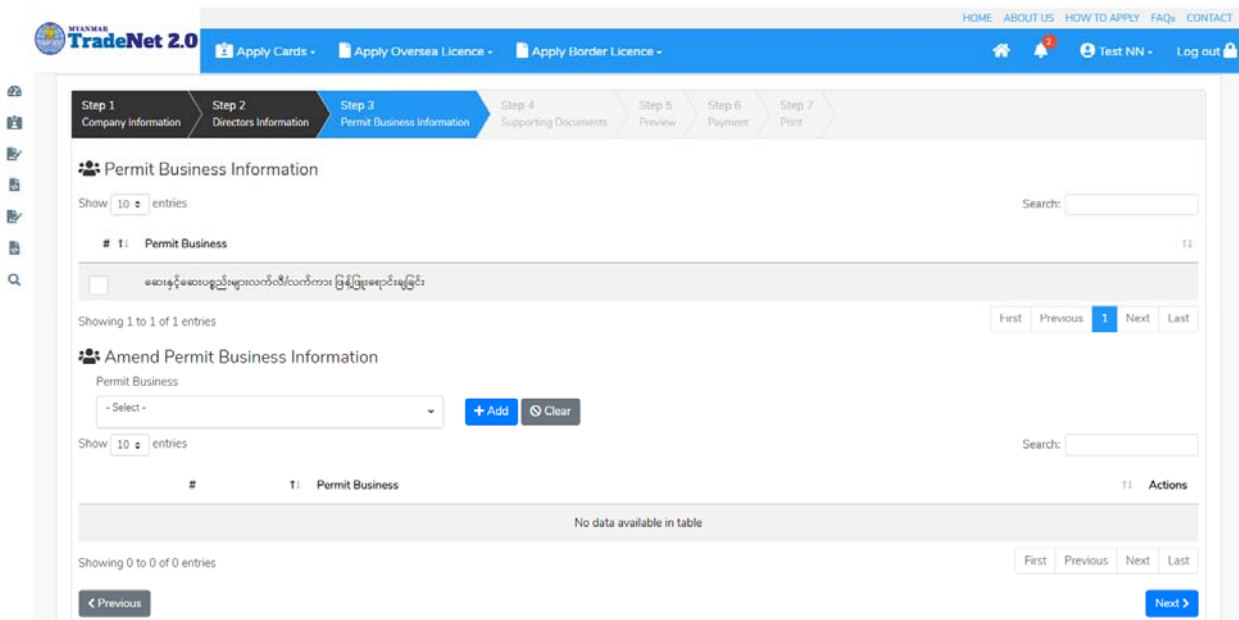 HOME ABOUT US HOW TO APPLY FAQs CONTACT
MYANMAR
TradeNet 2.0
Apply Cards Apply Oversea Licence Apply Border Licence 2 Test NN Log out
Step 1 Step 2 Step 3 Step 4 Step 5 Step 6 Step 7
Company Information Directors Information Permit Business Information Supporting Documents Preview Payment Print
Permit Business Information
Show 10 entries Search:
# Permit Business
ဆေးနှင့်ဆေးပစ္စည်းများလက်လီ/လက်ကား ဖြန့်ဖြူးရောင်းချခြင်း
Showing 1 to 1 of 1 entries First Previous 1 Next Last
Amend Permit Business Information
Permit Business
- Select - + Add Clear
Show 10 entries Search:
# Permit Business Actions
No data available in table
Showing 0 to 0 of 0 entries First Previous Next Last
Previous Next